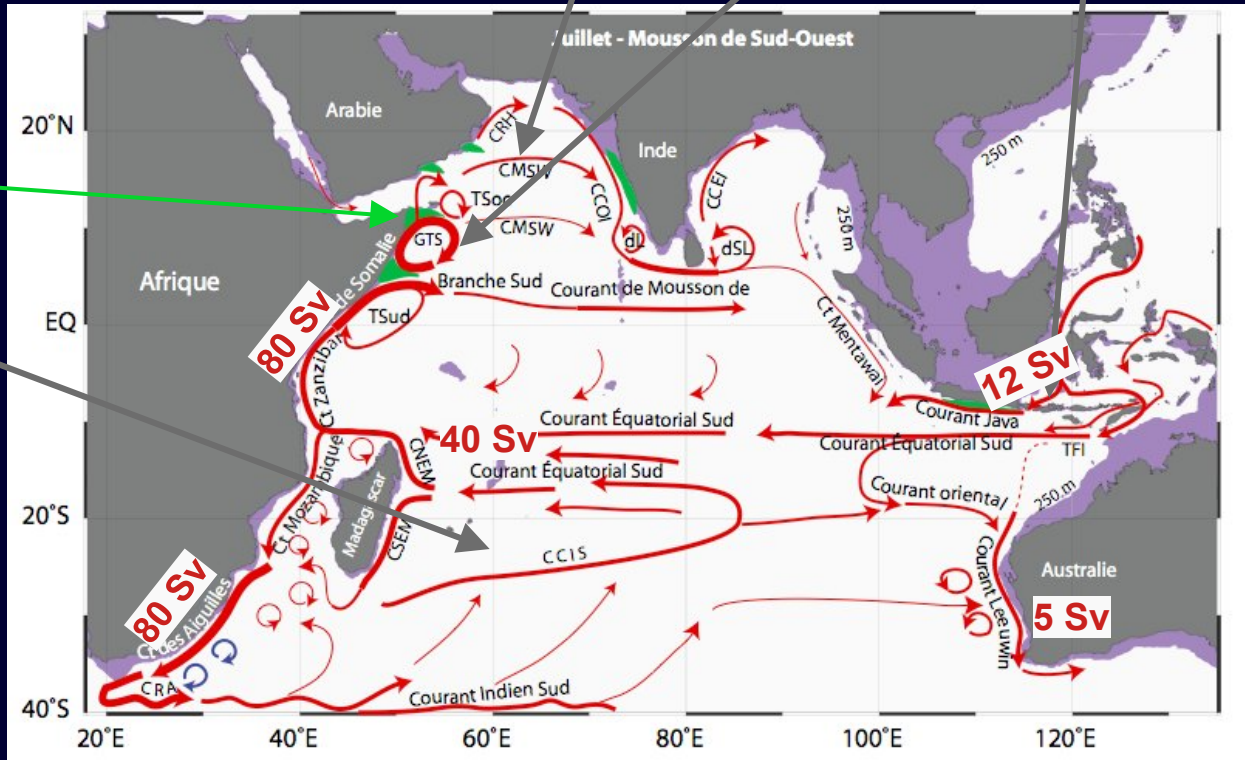 Juillet - Mousson de Sud-Ouest
Arabie
20°N
CRH
Inde
250 m
CMSW
CCOI
CCEI
TSoc
CMSW
250 m
GTS
dL
dSL
Afrique
de Somalie
Branche Sud
Courant de Mousson de
80 Sv
TSud
EQ
Ct Mentawai
Ct Zanzibar
12 Sv
Courant Java
Courant Équatorial Sud
40 Sv
Courant Équatorial Sud
TFI
CNEM
Courant Équatorial Sud
Ct Mozambique
Madagascar
Courant oriental
250 m
20°S
CSEM
CCIS
80 Sv
Ct des Aiguilles
Courant Leeuwin
Australie
5 Sv
CRA
Courant Indien Sud
40°S
20°E
40°E
60°E
80°E
100°E
120°E